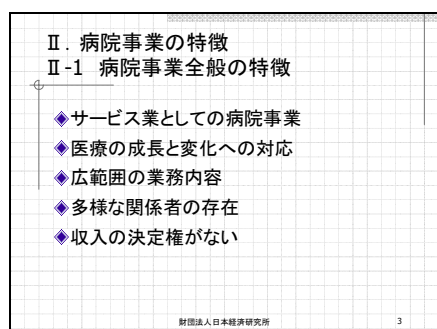 Ⅱ. 病院事業の特徴
Ⅱ-1 病院事業全般の特徴
◆サービス業としての病院事業
◆医療の成長と変化への対応
◆広範囲の業務内容
◆多様な関係者の存在
◆収入の決定権がない
財団法人日本経済研究所
3